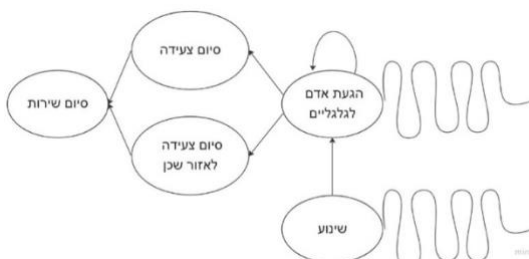 סיום צעידה
הגעת אדם
לגלגליים
סיום שירות
סיום צעידה
לאזור שכן
שינוע